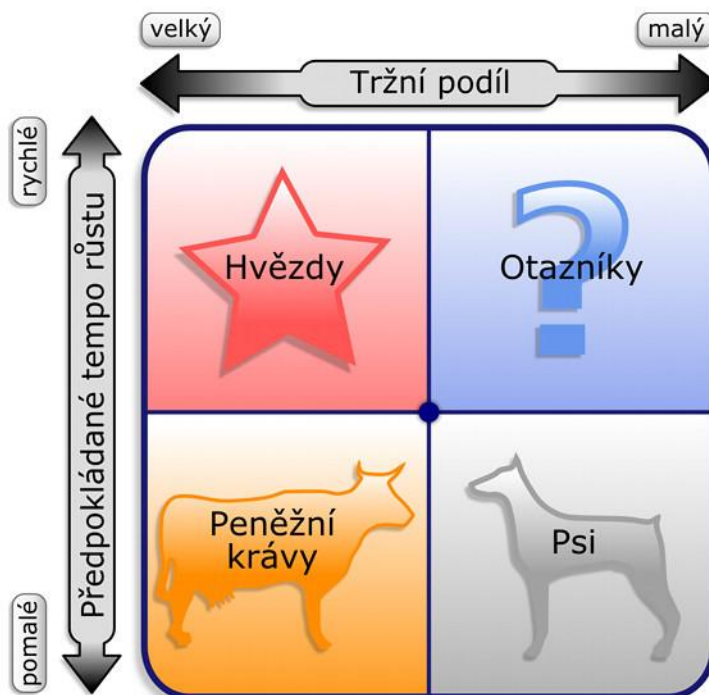 velký
malý
Tržní podíl
rychlé
Předpokládané tempo růstu
pomalé
Hvězdy
Otazníky
Peněžní
krávy
Psi